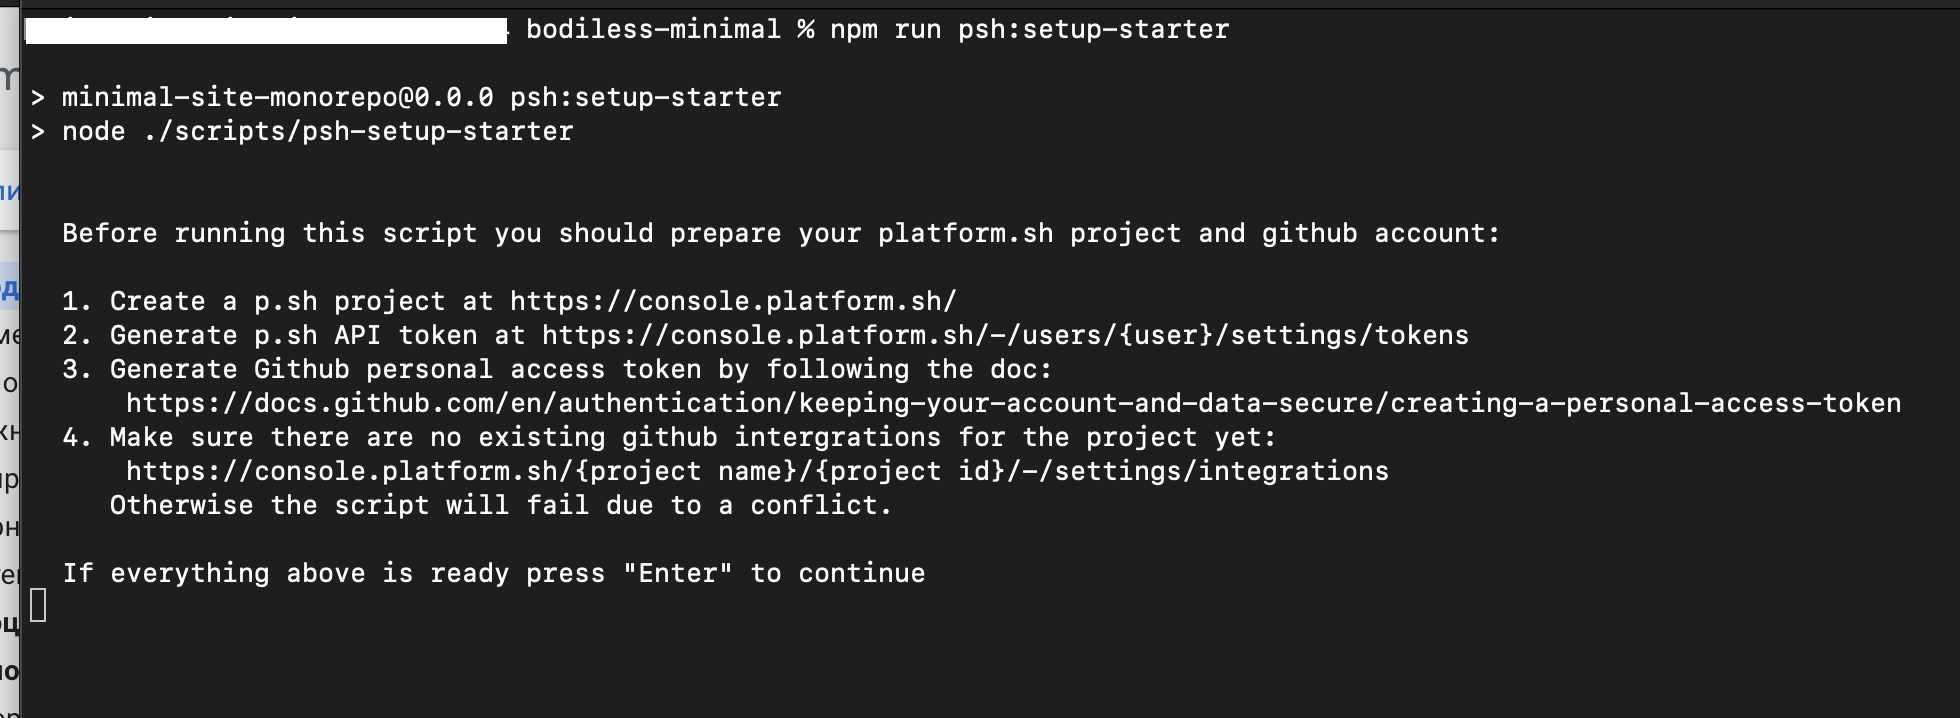 bodiless-minimal % npm run psh:setup-starter
> minimal-site-monorepo@0.0.0 psh:setup-starter
> node ./scripts/psh-setup-starter
Before running this script you should prepare your platform.sh project and github account:
1. Create a p.sh project at https://console.platform.sh/
2. Generate p.sh API token at https://console.platform.sh/-/users/{user}/settings/tokens
3. Generate Github personal access token by following the doc:
https://docs.github.com/en/authentication/keeping-your-account-and-data-secure/creating-a-personal-access-token
4. Make sure there are no existing github intergrations for the project yet:
https://console.platform.sh/{project name}/{project id}/-/settings/integrations
Otherwise the script will fail due to a conflict.
If everything above is ready press "Enter" to continue